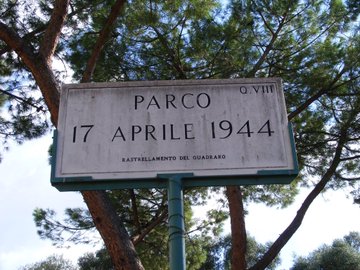 Q. VIII
PARCO
17 APRILE 1944
RASTRELLAMENTO DEL QUADRARO